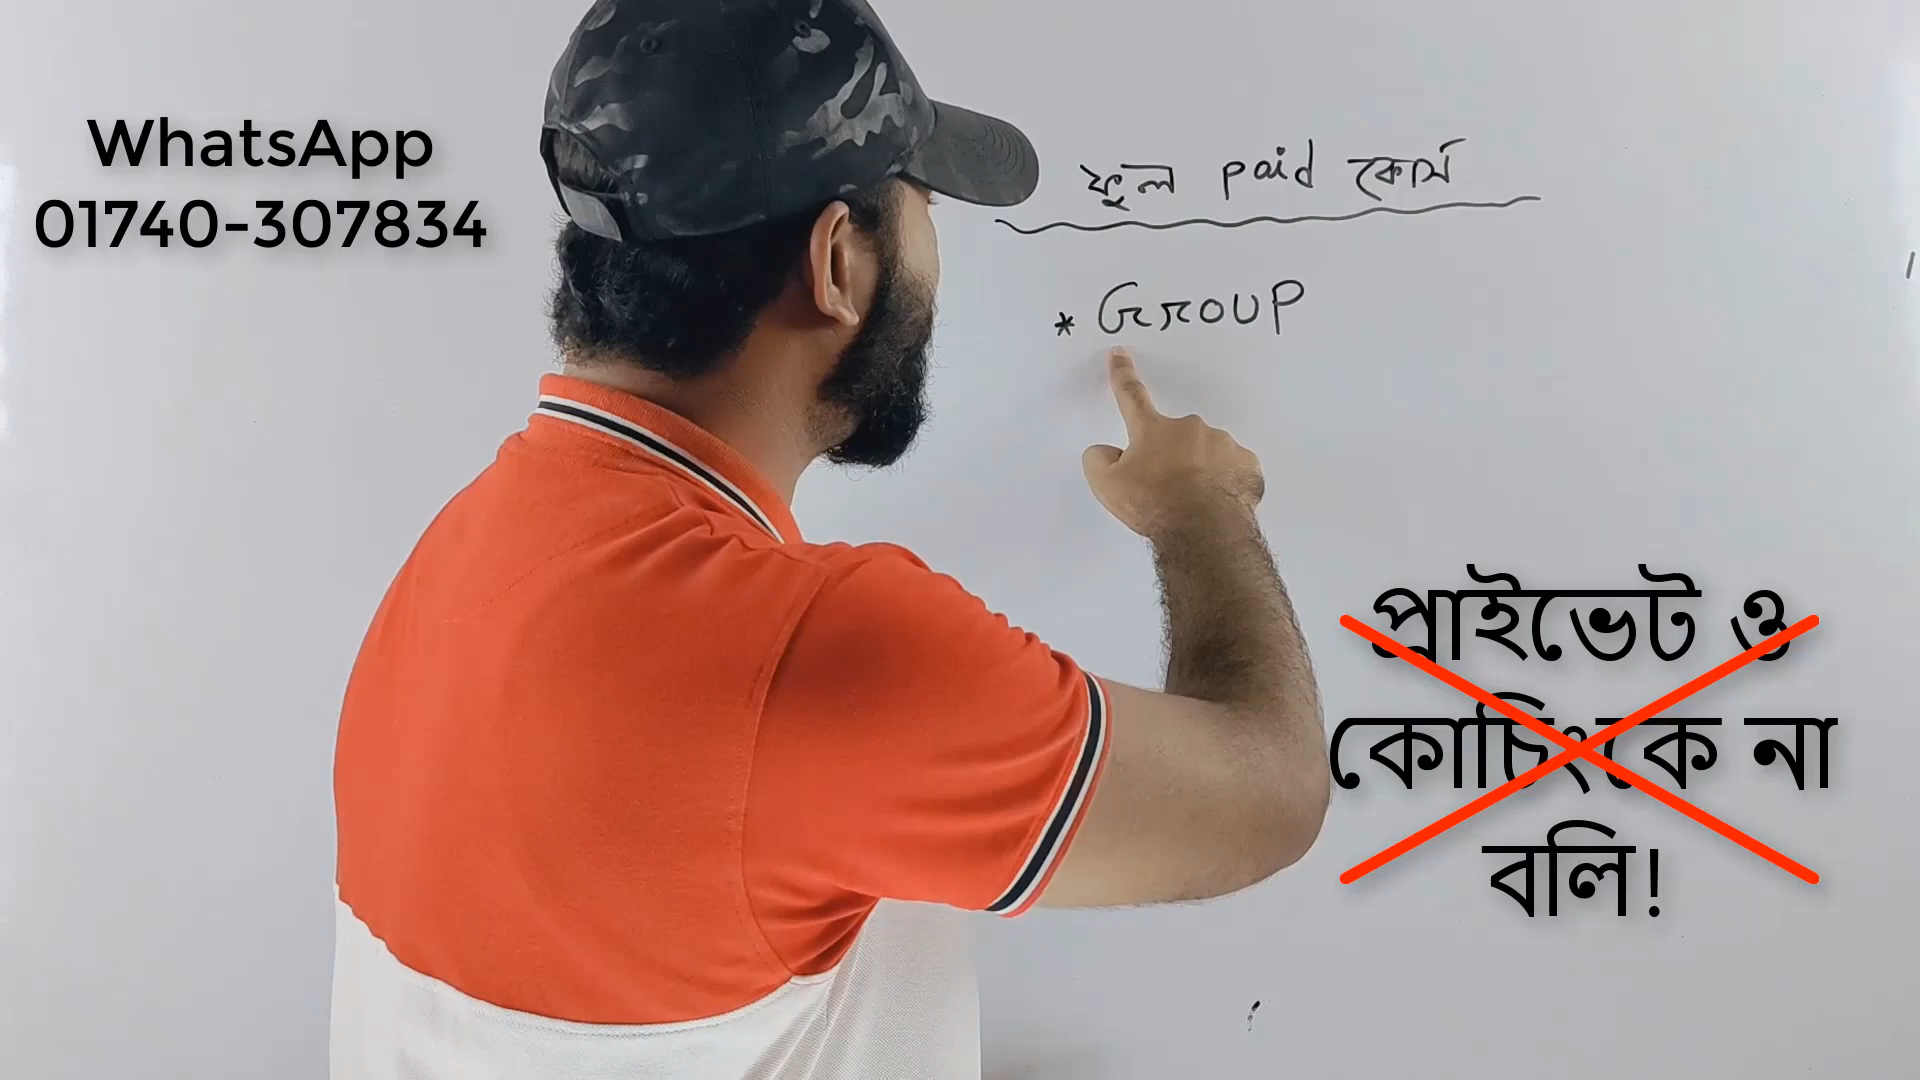 WhatsApp
01740-307834
ফুল paid কোর্স
* GROUP
প্রাইভেট ও
কোচিংকে না
বলি!